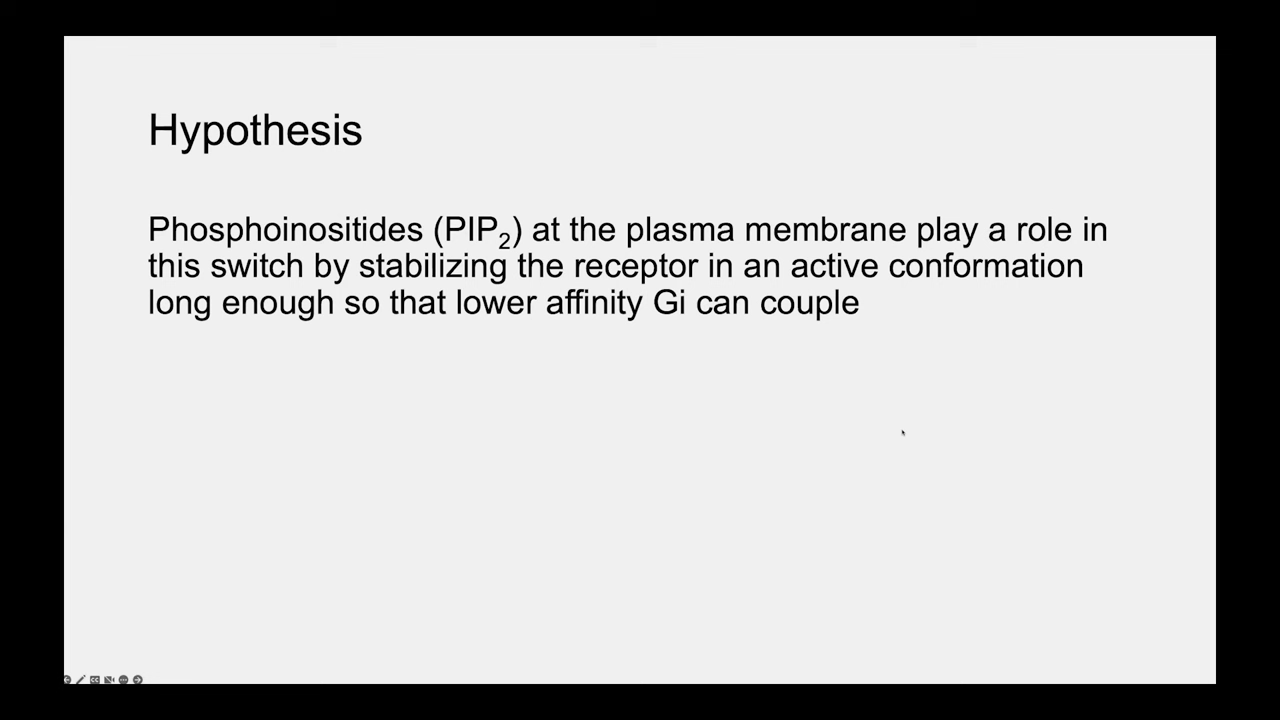 Hypothesis
Phosphoinositides (PIP₂) at the plasma membrane play a role in
this switch by stabilizing the receptor in an active conformation
long enough so that lower affinity Gi can couple